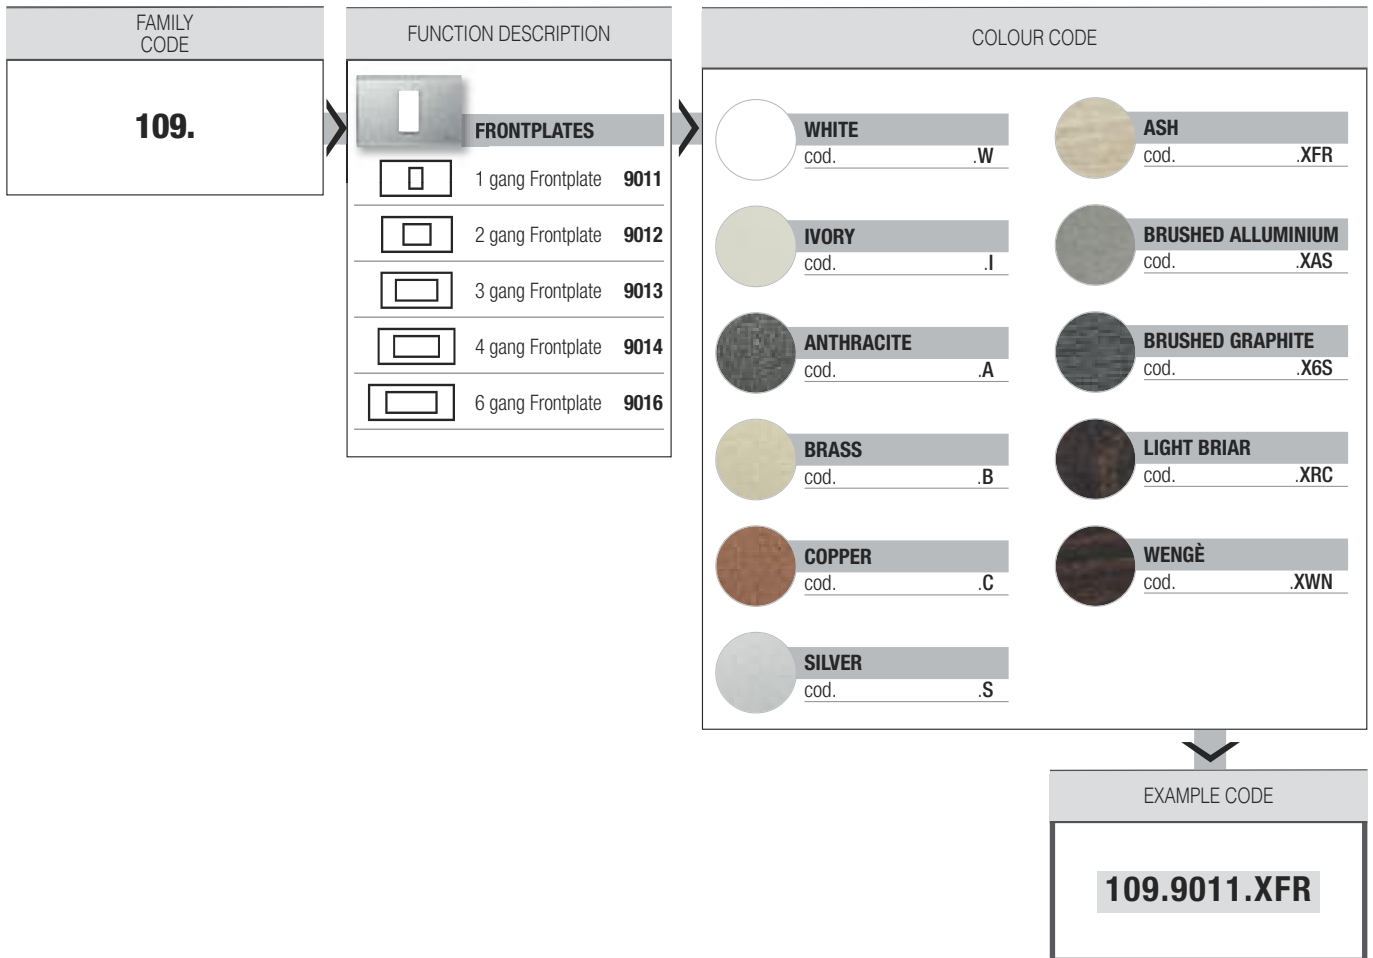 FAMILY
CODE
109.
FUNCTION DESCRIPTION
FRONTPLATES
1 gang Frontplate 9011
2 gang Frontplate 9012
3 gang Frontplate 9013
4 gang Frontplate 9014
6 gang Frontplate 9016
COLOUR CODE
WHITE
cod. .W
IVORY
cod. .I
ANTHRACITE
cod. .A
BRASS
cod. .B
COPPER
cod. .C
SILVER
cod. .S
ASH
cod. .XFR
BRUSHED ALLUMINIUM
cod. .XAS
BRUSHED GRAPHITE
cod. .X6S
LIGHT BRIAR
cod. .XRC
WENGÈ
cod. .XWN
EXAMPLE CODE
109.9011.XFR